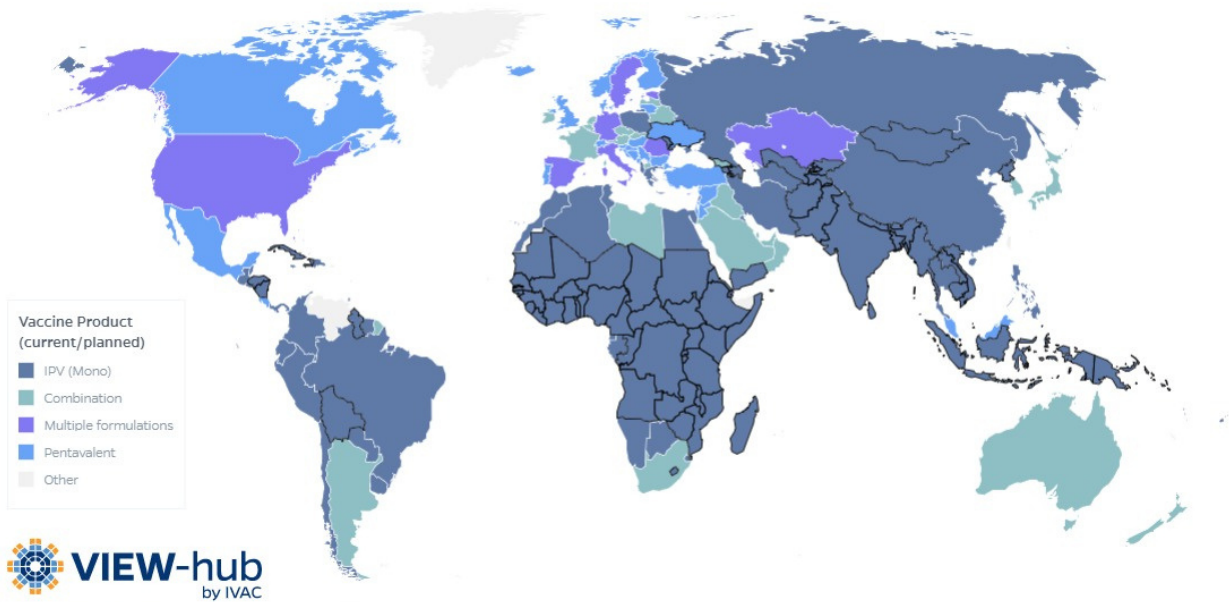 Vaccine Product
(current/planned)
IPV (Mono)
Combination
Multiple formulations
Pentavalent
Other
VIEW-hub
by IVAC